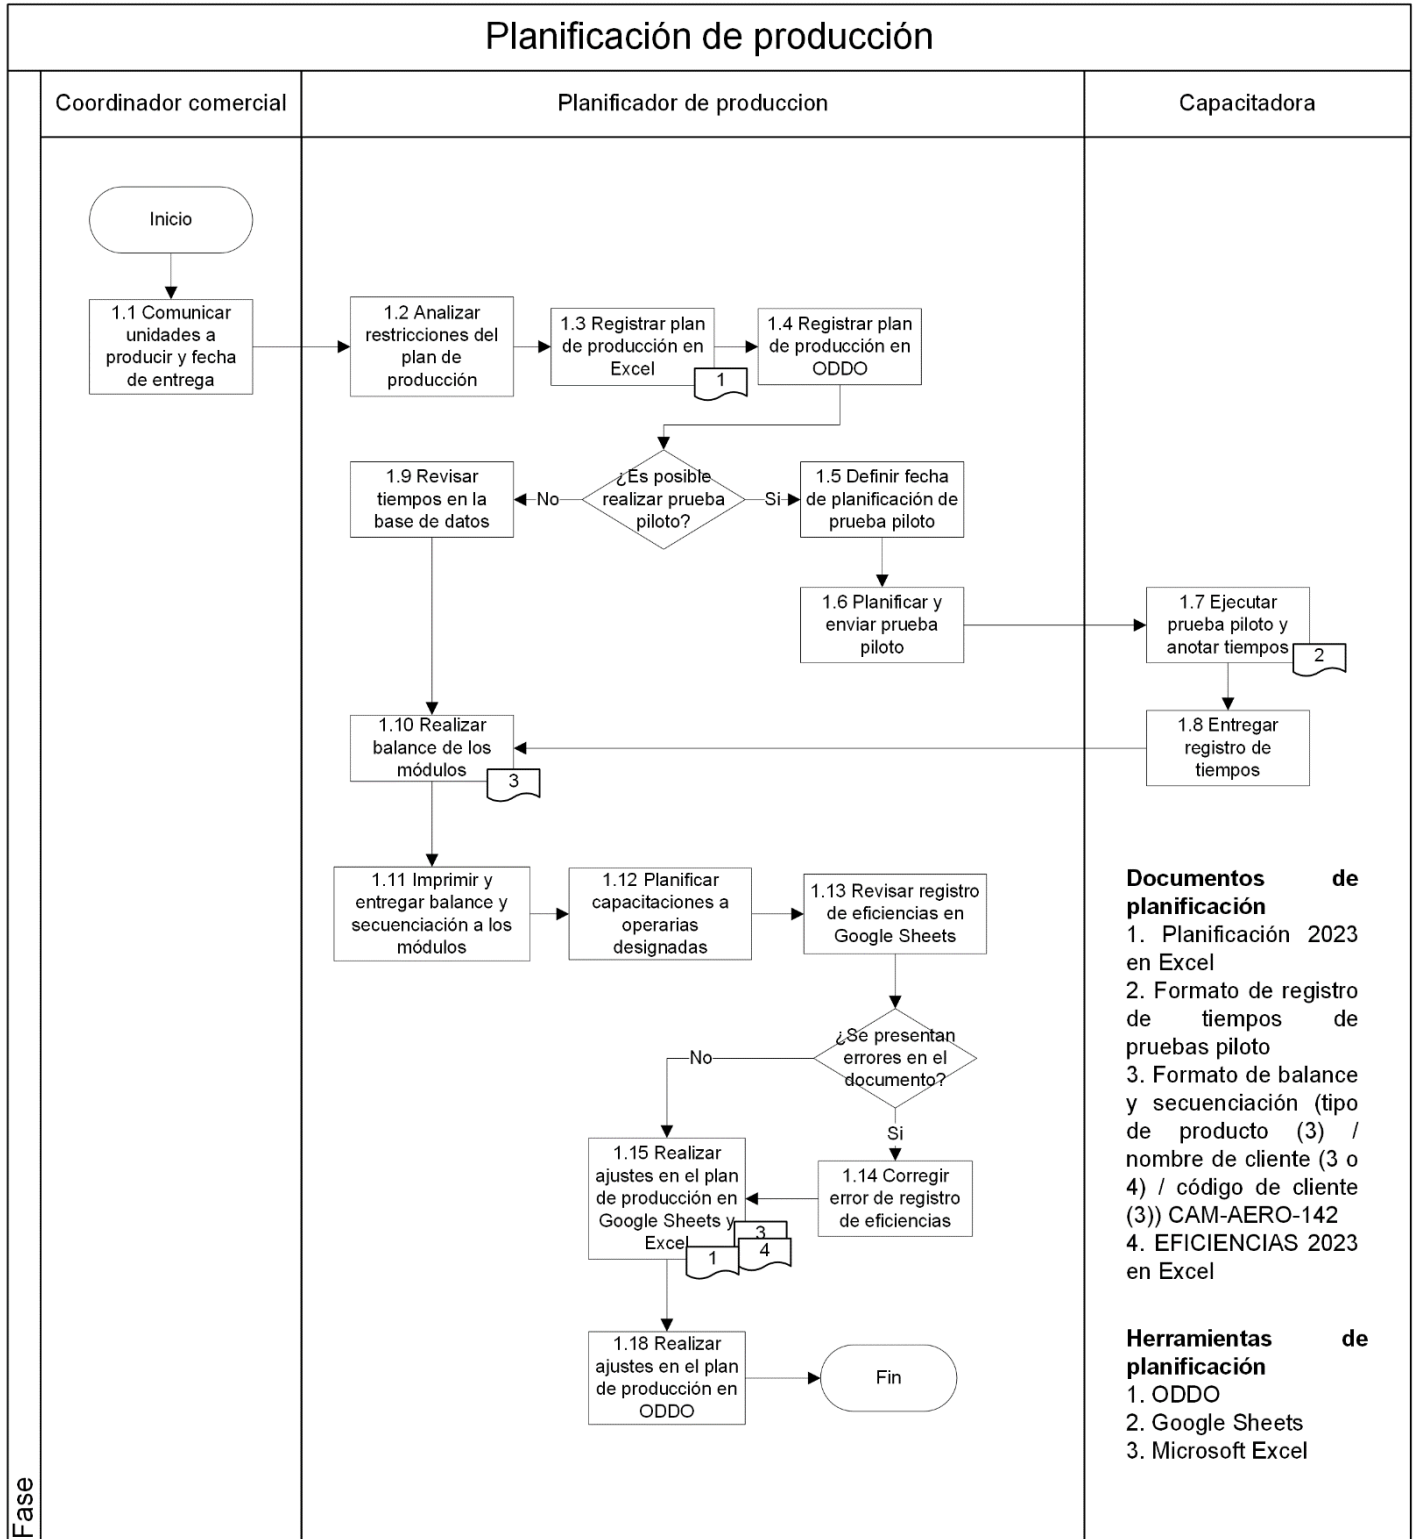 Planificación de producción
Coordinador comercial
Planificador de produccion
Capacitadora
Inicio
1.1 Comunicar
unidades a
producir y fecha
de entrega
1.2 Analizar
restricciones del
plan de
producción
1.3 Registrar plan
de producción en
Excel
1
1.4 Registrar plan
de producción en
ODDO
¿Es posible
realizar prueba
piloto?
No
Si
1.9 Revisar
tiempos en la
base de datos
1.5 Definir fecha
de planificación de
prueba piloto
1.6 Planificar y
enviar prueba
piloto
1.7 Ejecutar
prueba piloto y
anotar tiempos
2
1.8 Entregar
registro de
tiempos
1.10 Realizar
balance de los
módulos
3
1.11 Imprimir y
entregar balance y
secuenciación a los
módulos
1.12 Planificar
capacitaciones a
operarias
designadas
1.13 Revisar registro
de eficiencias en
Google Sheets
¿Se presentan
errores en el
documento?
No
Si
1.14 Corregir
error de registro
de eficiencias
1.15 Realizar
ajustes en el plan
de producción en
Google Sheets y
Excel
3
1
4
1.18 Realizar
ajustes en el plan
de producción en
ODDO
Fin
Documentos de
planificación
1. Planificación 2023
en Excel
2. Formato de registro
de tiempos de
pruebas piloto
3. Formato de balance
y secuenciación (tipo
de producto (3) /
nombre de cliente (3 o
4) / código de cliente
(3)) CAM-AERO-142
4. EFICIENCIAS 2023
en Excel
Herramientas de
planificación
1. ODDO
2. Google Sheets
3. Microsoft Excel
Fase